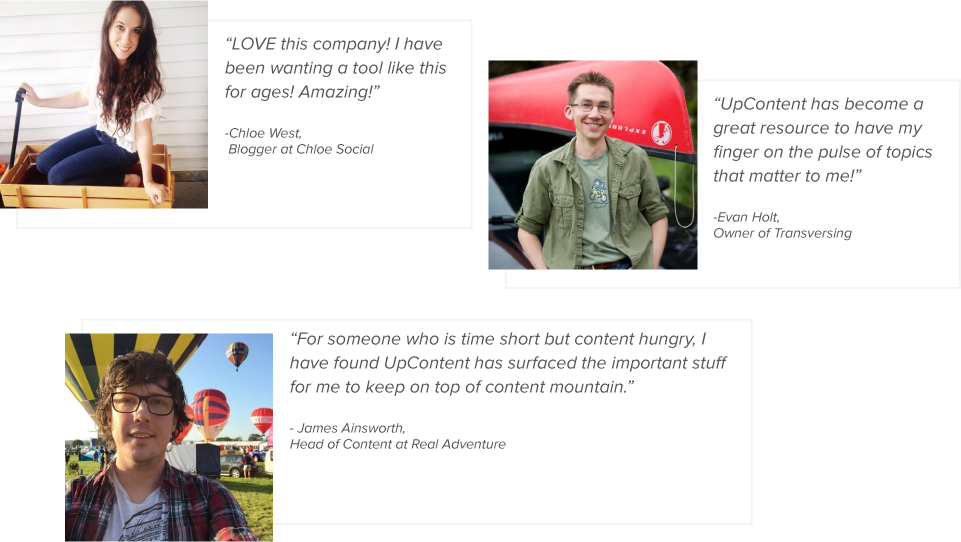 “LOVE this company! I have
been wanting a tool like this
for ages! Amazing!”
-Chloe West,
Blogger at Chloe Social
“UpContent has become a
great resource to have my
finger on the pulse of topics
that matter to me!”
-Evan Holt,
Owner of Transversing
“For someone who is time short but content hungry, I
have found UpContent has surfaced the important stuff
for me to keep on top of content mountain.”
- James Ainsworth,
Head of Content at Real Adventure